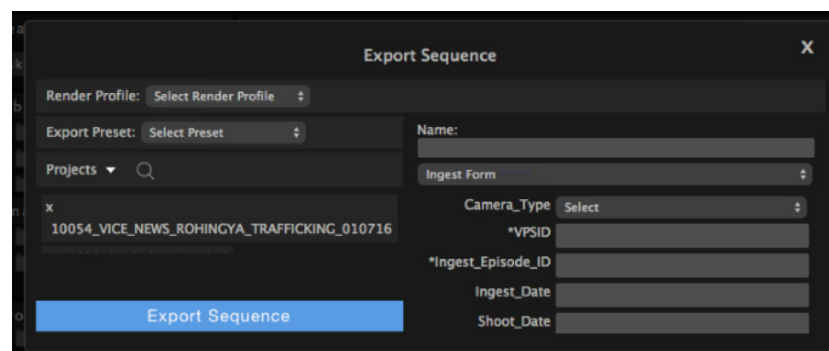 Export Sequence
X
Render Profile: Select Render Profile
Export Preset: Select Preset
Name:
Projects
Ingest Form
x
10054_VICE_NEWS_ROHINGYA_TRAFFICKING_010716
Camera_Type Select
*VPSID
*Ingest_Episode_ID
Ingest_Date
Export Sequence
Shoot_Date